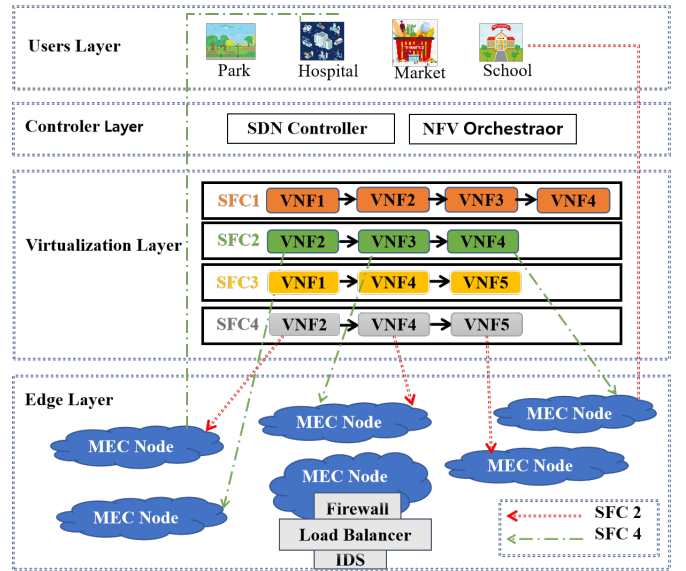 Users Layer
Park
Hospital
Market
School
Controler Layer
SDN Controller
NFV Orchestraor
Virtualization Layer
SFC1 VNF1 VNF2 VNF3 VNF4
SFC2 VNF2 VNF3 VNF4
SFC3 VNF1 VNF4 VNF5
SFC4 VNF2 VNF4 VNF5
Edge Layer
MEC Node
MEC Node
MEC Node
MEC Node
MEC Node
MEC Node
Firewall
Load Balancer
IDS
SFC 2
SFC 4